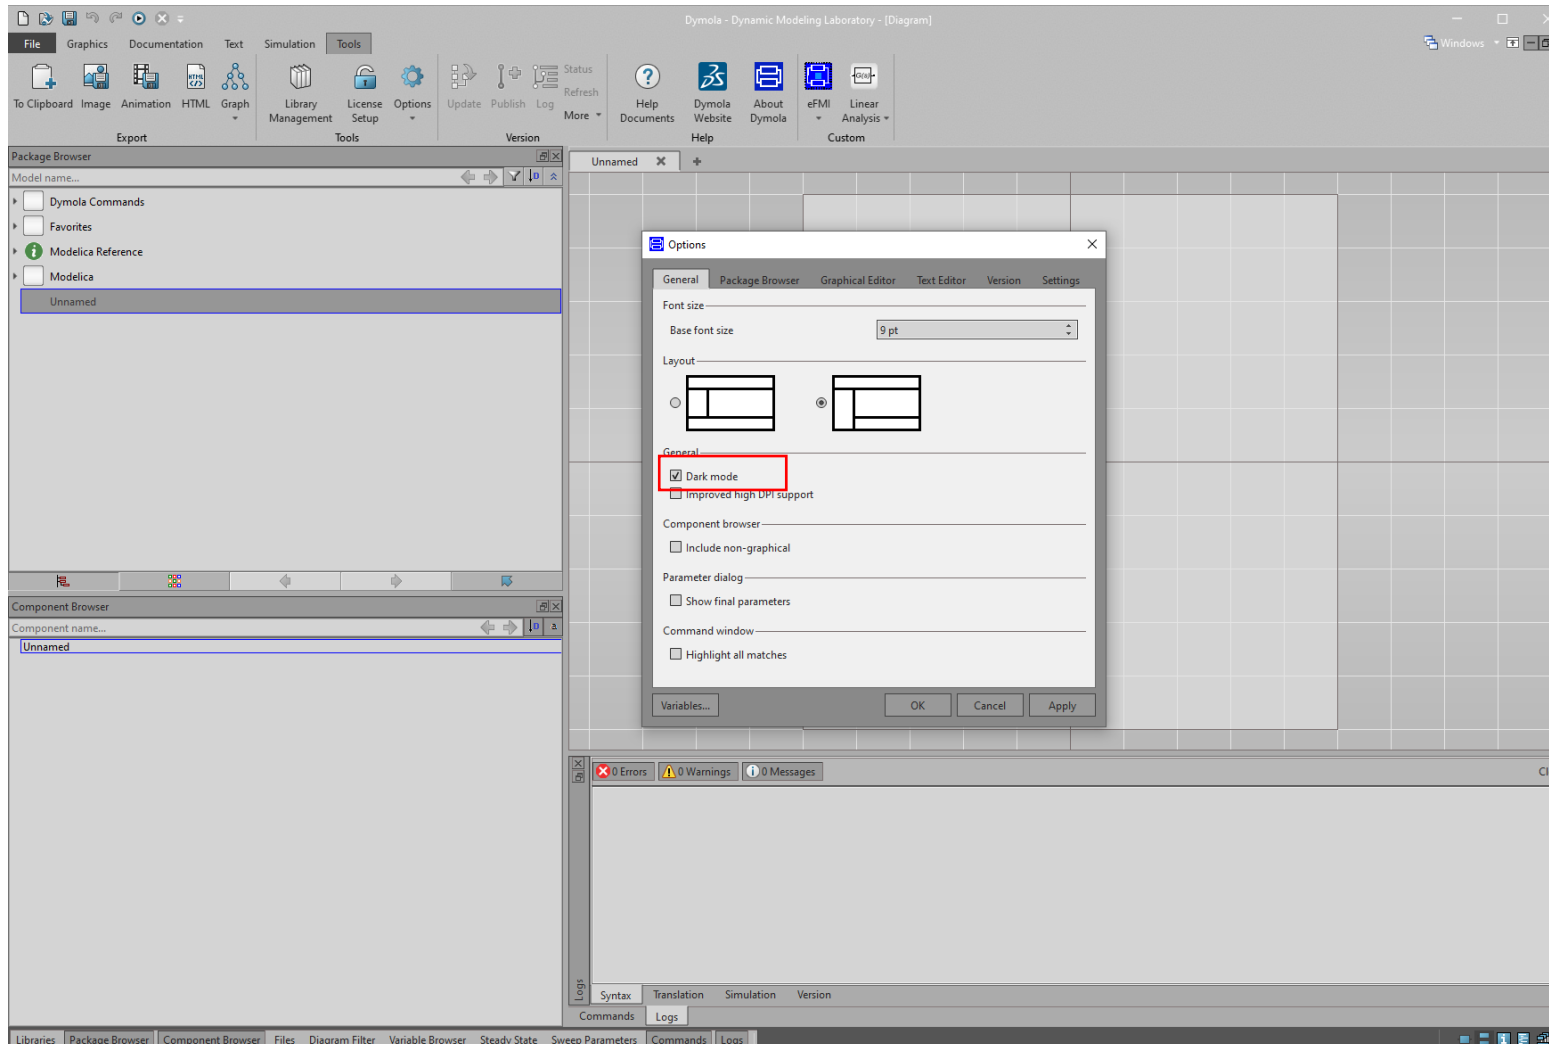 Dymola - Dynamic Modeling Laboratory - [Diagram]
File Graphics Documentation Text Simulation Tools
Windows
To Clipboard Image Animation HTML Graph
Library Management License Setup Options
Update Publish Log Status
Refresh
More
Help Documents Dymola Website About Dymola
eFMI Linear Analysis
Export Tools Version Help Custom
Package Browser
Model name...
Dymola Commands
Favorites
Modelica Reference
Modelica
Unnamed
Unnamed
Options
General Package Browser Graphical Editor Text Editor Version Settings
Font size
Base font size 9 pt
Layout
General
Dark mode
Improved high DPI support
Component browser
Include non-graphical
Parameter dialog
Show final parameters
Command window
Highlight all matches
Variables... OK Cancel Apply
Component Browser
Component name...
Unnamed
0 Errors 0 Warnings 0 Messages
Cl
Logs
Syntax Translation Simulation Version
Commands Logs
Libraries Package Browser Component Browser Files Diagram Filter Variable Browser Steady State Sweep Parameters Commands Logs